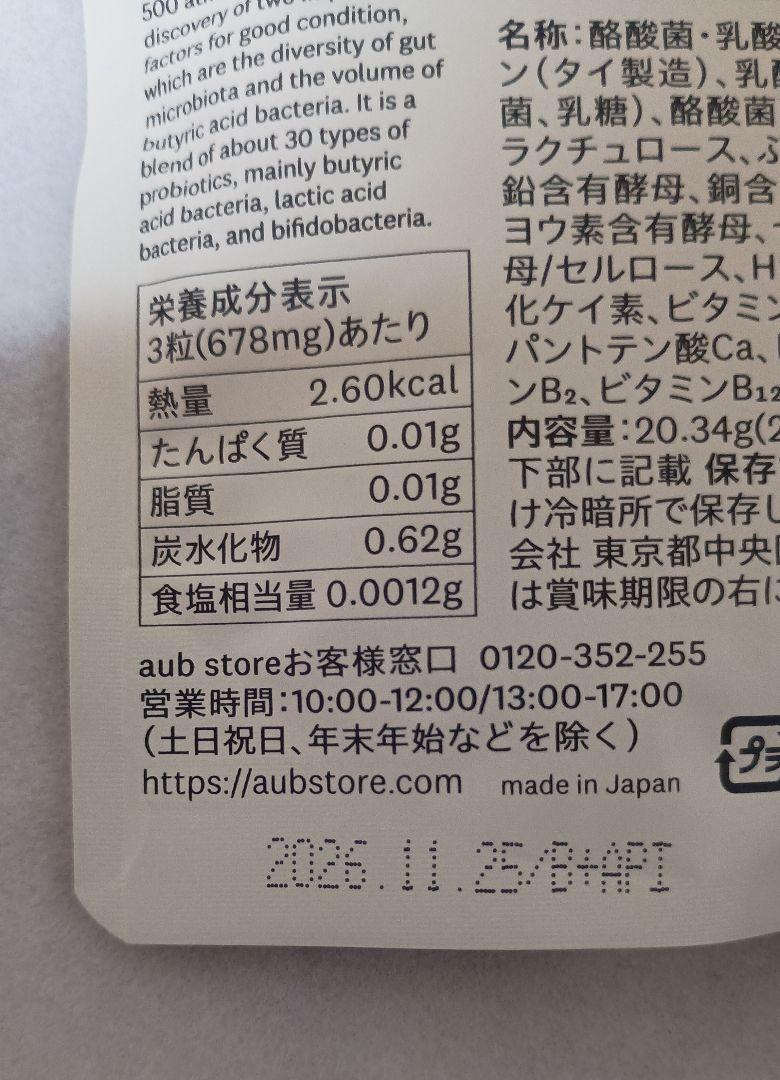 500
discovery of two
factors for good condition,
which are the diversity of gut
microbiota and the volume of
butyric acid bacteria. It is a
blend of about 30 types of
probiotics, mainly butyric
acid bacteria, lactic acid
bacteria, and bifidobacteria.
栄養成分表示
3粒(678mg)あたり
熱量 2.60kcal
たんぱく質 0.01g
脂質 0.01g
炭水化物 0.62g
食塩相当量 0.0012g
名称：酪酸菌・乳酸
ン（タイ製造）、乳
菌、乳糖）、酪酸菌
ラクチュロース、
鉛含有酵母、銅含
ヨウ素含有酵母、
母/セルロース、H
化ケイ素、ビタミン
パントテン酸Ca、
ンB₂、ビタミンB₁₂
内容量：20.34g(2
下部に記載 保存
け冷暗所で保存し
会社 東京都中央
は賞味期限の右に
aub storeお客様窓口 0120-352-255
営業時間：10:00-12:00/13:00-17:00
（土日祝日、年末年始などを除く）
https://aubstore.com made in Japan
プラ
2026.11.25/B+API